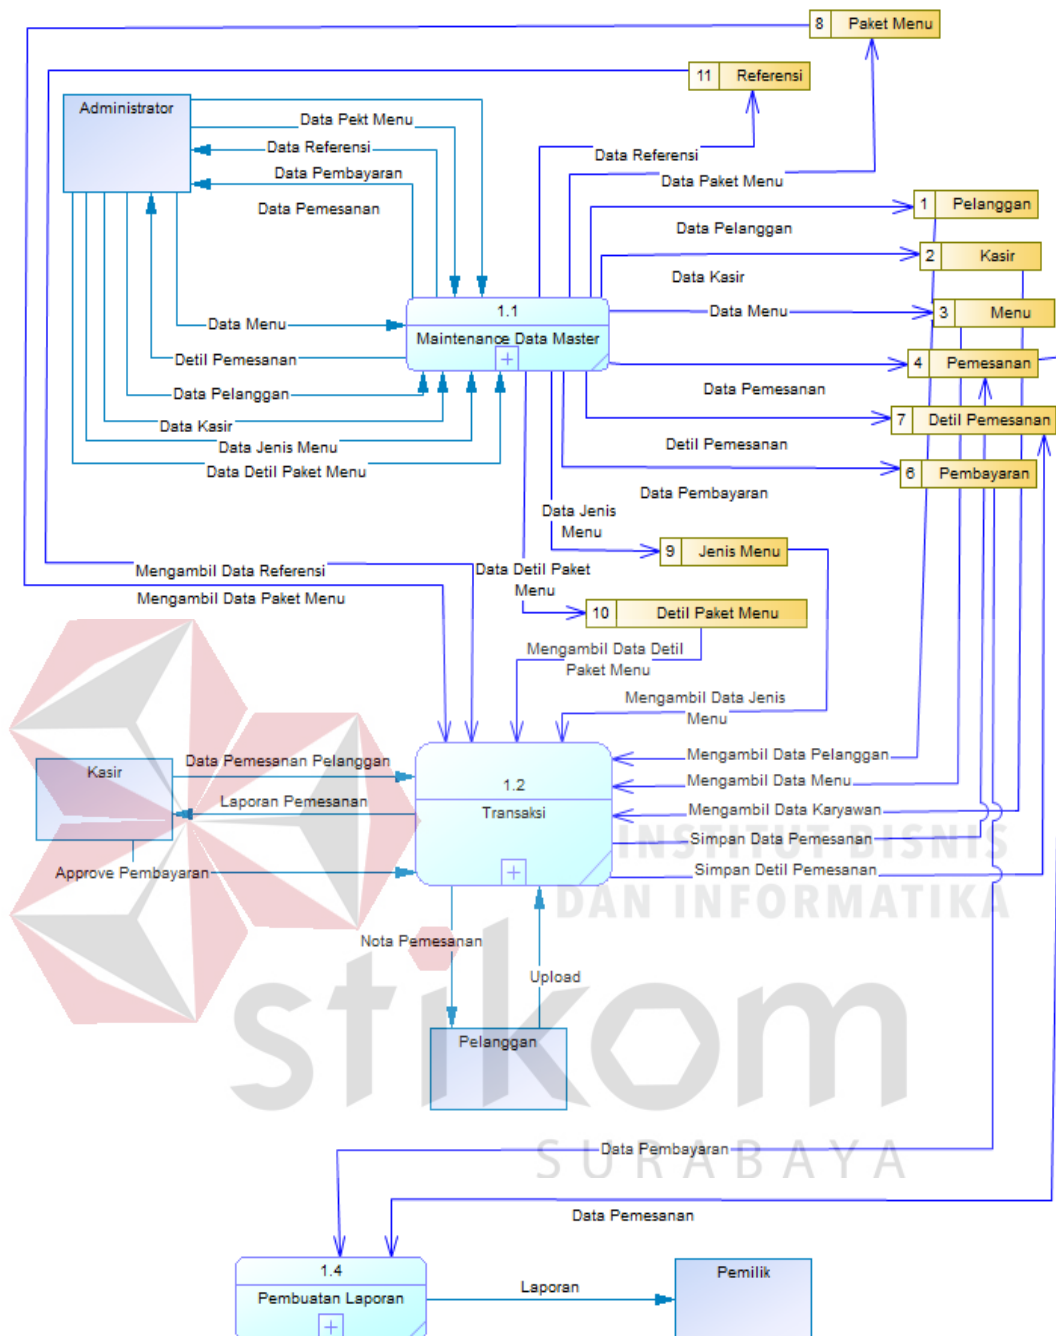 8 Paket Menu
11 Referensi
Administrator
Data Pekt Menu
Data Referensi
Data Pembayaran
Data Pemesanan
Data Referensi
Data Paket Menu
1 Pelanggan
Data Pelanggan
2 Kasir
Data Kasir
1.1
Maintenance Data Master
Data Menu
3 Menu
Data Menu
Detil Pemesanan
4 Pemesanan
Data Pemesanan
Data Pelanggan
7 Detil Pemesanan
Data Kasir
Detil Pemesanan
Data Jenis Menu
Data Detil Paket Menu
6 Pembayaran
Data Pembayaran
Data Jenis
Menu
9 Jenis Menu
Mengambil Data Referensi
Data Detil Paket
Menu
Mengambil Data Paket Menu
10 Detil Paket Menu
Mengambil Data Detil
Paket Menu
Mengambil Data Jenis
Menu
Kasir
Data Pemesanan Pelanggan
Laporan Pemesanan
Approve Pembayaran
1.2
Transaksi
Mengambil Data Pelanggan
Mengambil Data Menu
Mengambil Data Karyawan
Simpan Data Pemesanan
Simpan Detil Pemesanan
INSTITUT BISNIS
DAN INFORMATIKA
Nota Pemesanan
Upload
stikom
Pelanggan
Data Pembayaran
SURABAYA
Data Pemesanan
1.4
Pembuatan Laporan
Laporan
Pemilik